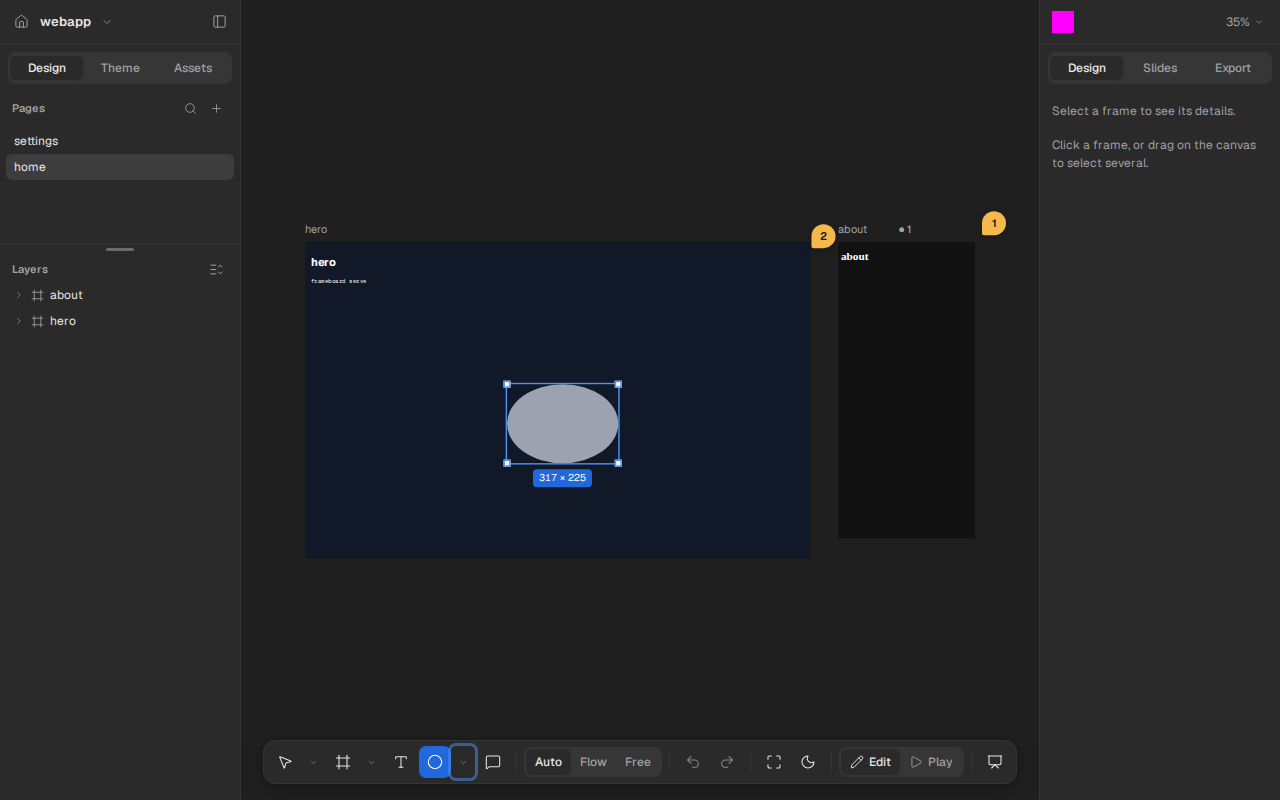 webapp
Design Theme Assets
Pages
settings
home
Layers
about
hero
hero
hero
frameboard serve
317 × 225
2
about
1
1
about
Auto Flow Free
Edit
Play
35%
Design Slides Export
Select a frame to see its details.
Click a frame, or drag on the canvas
to select several.